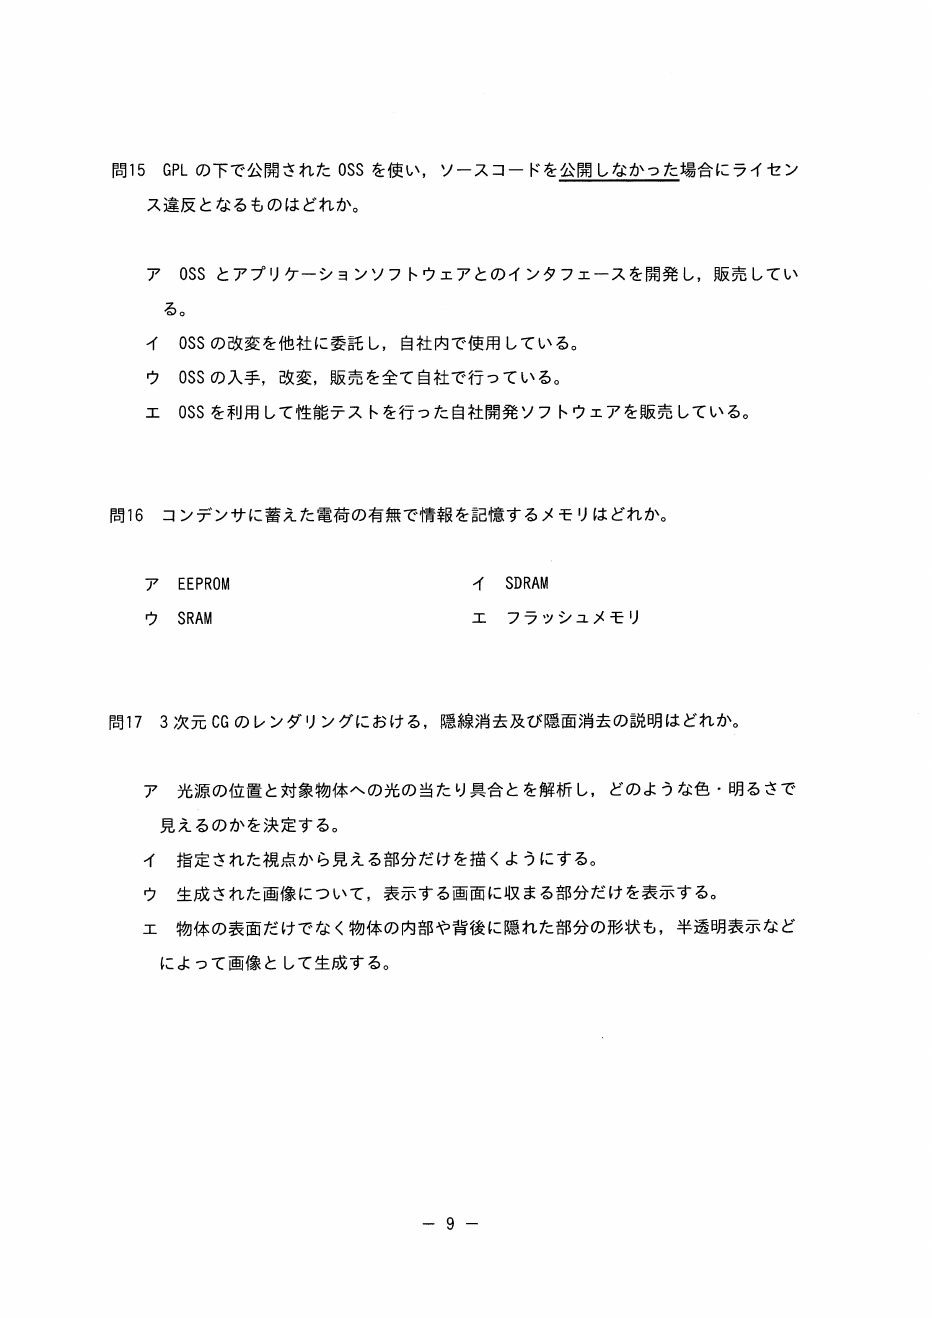 問15 GPL の下で公開された OSS を使い，ソースコードを公開しなかった場合にライセン
ス違反となるものはどれか。
ア OSS とアプリケーションソフトウェアとのインタフェースを開発し，販売してい
る。
イ OSS の改変を他社に委託し，自社内で使用している。
ウ OSS の入手，改変，販売を全て自社で行っている。
エ OSS を利用して性能テストを行った自社開発ソフトウェアを販売している。
問16 コンデンサに蓄えた電荷の有無で情報を記憶するメモリはどれか。
ア EEPROM イ SDRAM
ウ SRAM エ フラッシュメモリ
問17 3 次元 CG のレンダリングにおける，隠線消去及び隠面消去の説明はどれか。
ア 光源の位置と対象物体への光の当たり具合とを解析し，どのような色・明るさで
見えるのかを決定する。
イ 指定された視点から見える部分だけを描くようにする。
ウ 生成された画像について，表示する画面に収まる部分だけを表示する。
エ 物体の表面だけでなく物体の内部や背後に隠れた部分の形状も，半透明表示など
によって画像として生成する。
－ 9 －